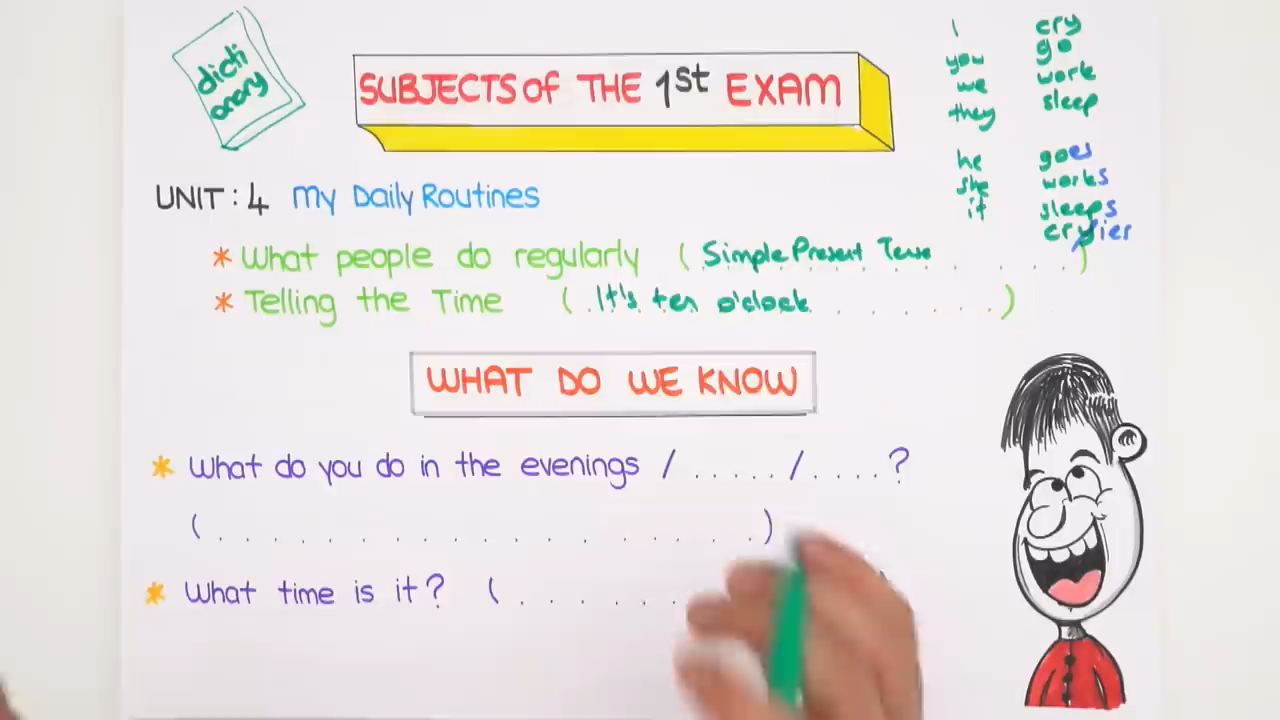 dicti
onary
SUBJECTS of THE 1st EXAM
I cry
you go
we work
they sleep
he goes
she works
it sleeps
cryies
UNIT : 4 My Daily Routines
* What people do regularly ( Simple Present Tense . . . . . . . )
* Telling the Time ( . It's ten o'clock . . . . . . )
WHAT DO WE KNOW
* What do you do in the evenings / . . . . . / . . . . ?
( . . . . . . . . . . . . . . . . . . )
* What time is it ? ( . . . . . .